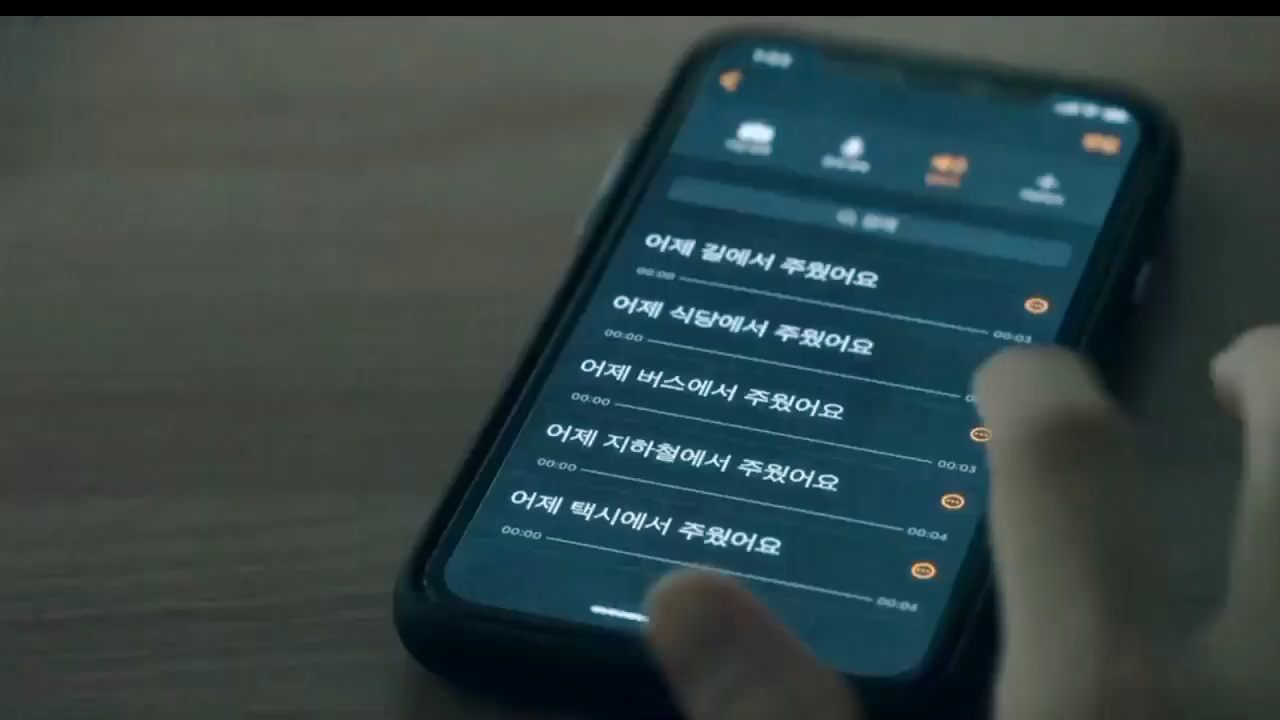 어제 길에서 주웠어요
00:00 00:03
어제 식당에서 주웠어요
00:00
어제 버스에서 주웠어요
00:00 00:03
어제 지하철에서 주웠어요
00:00 00:04
어제 택시에서 주웠어요
00:00 00:04